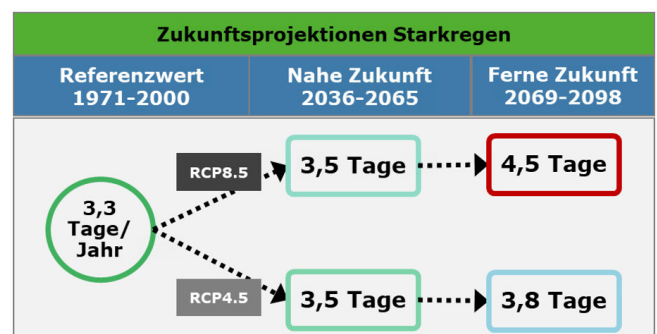 Zukunftsprojektionen Starkregen
Referenzwert
1971-2000
Nahe Zukunft
2036-2065
Ferne Zukunft
2069-2098
3,3
Tage/
Jahr
RCP8.5
3,5 Tage
4,5 Tage
RCP4.5
3,5 Tage
3,8 Tage